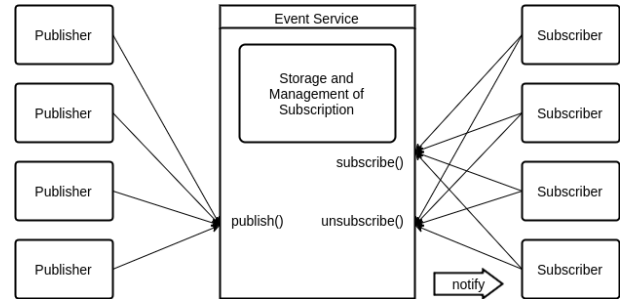 Event Service
Publisher
Publisher
Publisher
Publisher
Storage and
Management of
Subscription
subscribe()
publish()
unsubscribe()
Subscriber
Subscriber
Subscriber
Subscriber
notify